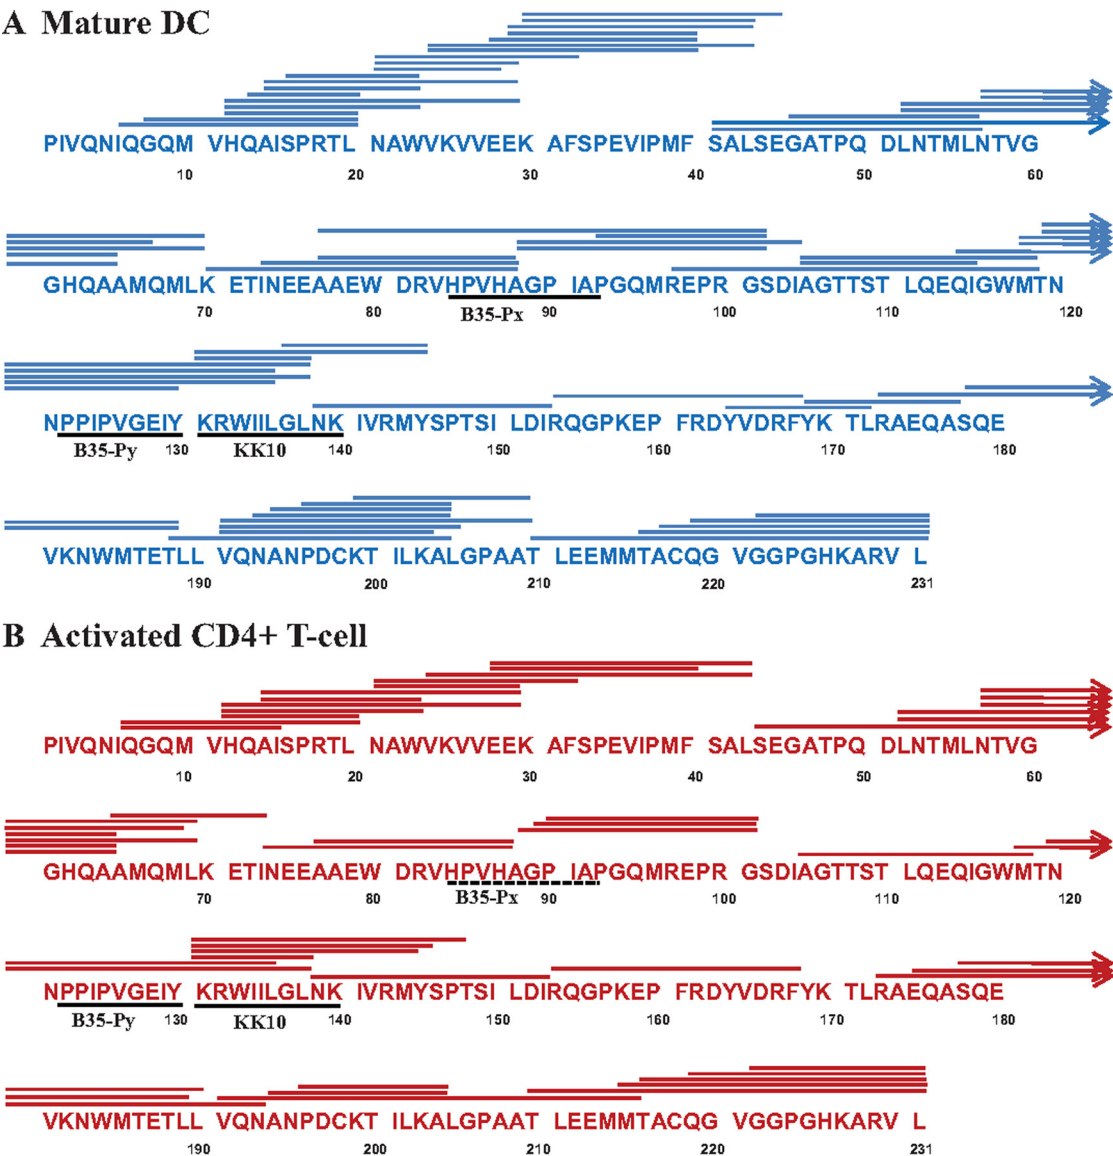 A Mature DC
PIVQNIQGQM VHQAISPRTL NAWVKVVEEK AFSPEVIPMF SALSEGATPQ DLNTMLNTVG
10 20 30 40 50 60
GHQAAMQMLK ETINEEAAEW DRVHPVHAGP IAPGQMREPR GSDIAGTTST LQEQIGWMTN
70 80 B35-Px 90 100 110 120
NPPIPVGEIY KRWIILGLNK IVRMYSPTSI LDIRQGPKEP FRDYVDRFYK TLRAEQASQE
B35-Py 130 KK10 140 150 160 170 180
VKNWMTETLL VQNANPDCKT ILKALGPAAT LEEMMTACQG VGGPGHKARV L
190 200 210 220 231
B Activated CD4+ T-cell
PIVQNIQGQM VHQAISPRTL NAWVKVVEEK AFSPEVIPMF SALSEGATPQ DLNTMLNTVG
10 20 30 40 50 60
GHQAAMQMLK ETINEEAAEW DRVHPVHAGP IAPGQMREPR GSDIAGTTST LQEQIGWMTN
70 80 B35-Px 90 100 110 120
NPPIPVGEIY KRWIILGLNK IVRMYSPTSI LDIRQGPKEP FRDYVDRFYK TLRAEQASQE
B35-Py 130 KK10 140 150 160 170 180
VKNWMTETLL VQNANPDCKT ILKALGPAAT LEEMMTACQG VGGPGHKARV L
190 200 210 220 231